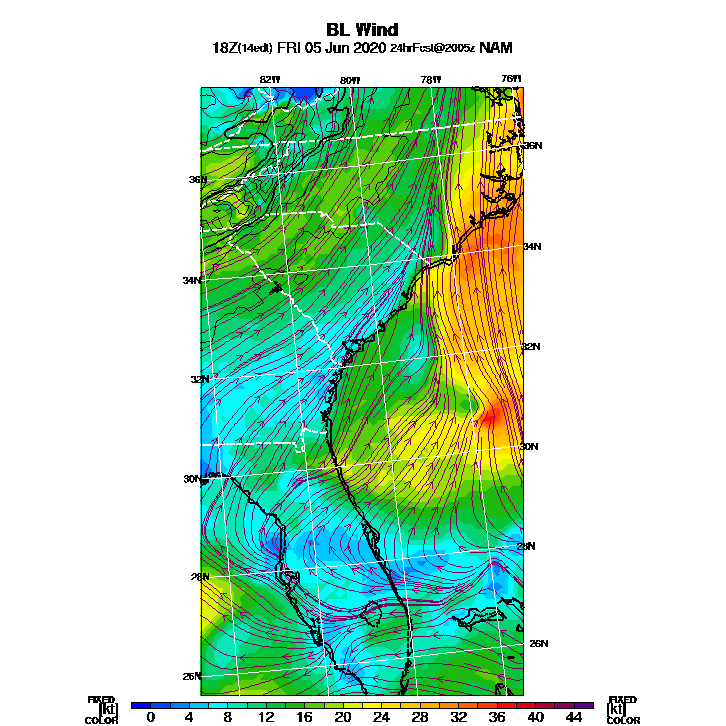 BL Wind
18Z(14edt) FRI 05 Jun 2020 24hrFcst@2005z NAM
82W 80W 78W 76W
36N
36N
34N
34N
32N
32N
30N
30N
28N
28N
26N
26N
FIXED FIXED
[kt] 0 4 8 12 16 20 24 28 32 36 40 44 [kt]
COLOR COLOR